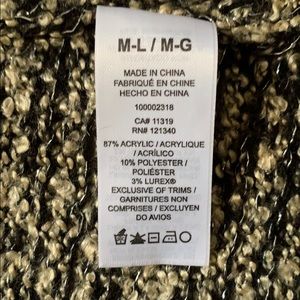 M-L / M-G
MADE IN CHINA
FABRIQUÉ EN CHINE
HECHO EN CHINA
100002318
CA# 11319
RN# 121340
87% ACRYLIC / ACRYLIQUE /
ACRÍLICO
10% POLYESTER /
POLIÉSTER
3% LUREX®
EXCLUSIVE OF TRIMS /
GARNITURES NON
COMPRISES / EXCLUYEN
DO AVIOS